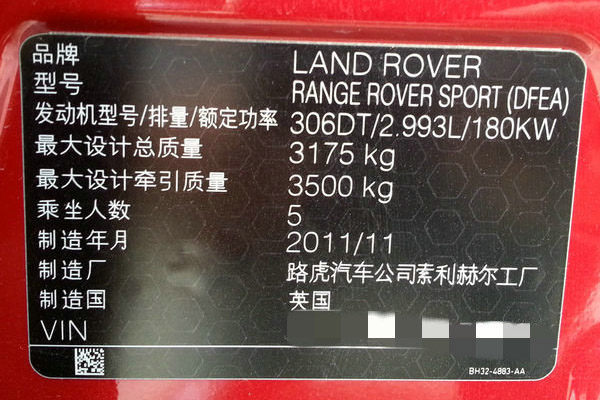 品牌 LAND ROVER
型号 RANGE ROVER SPORT (DFEA)
发动机型号/排量/额定功率 306DT/2.993L/180KW
最大设计总质量 3175 kg
最大设计牵引质量 3500 kg
乘坐人数 5
制造年月 2011/11
制造厂 路虎汽车公司索利赫尔工厂
制造国 英国
VIN
BH32-4883-AA